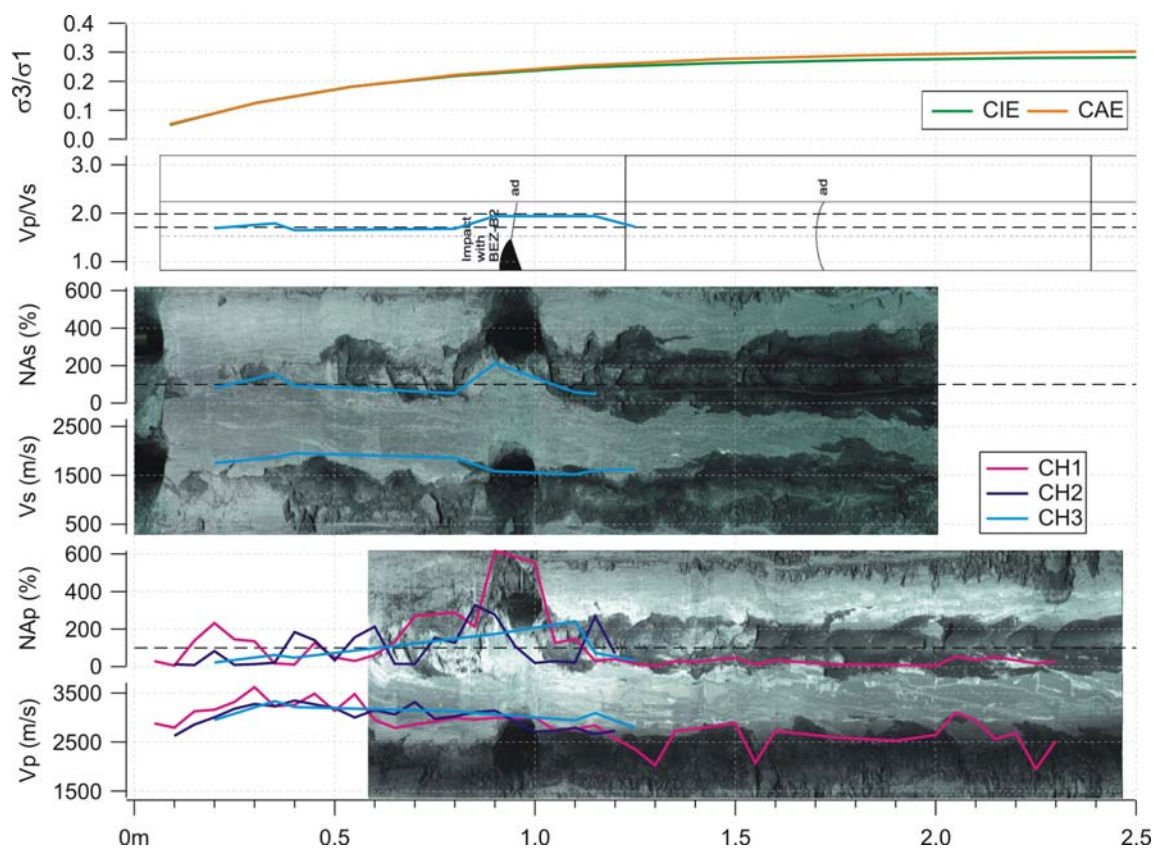 σ3/σ1
0.4
0.3
0.2
0.1
0.0
CIE
CAE
Vp/Vs
3.0
2.0
1.0
Impact
with
BEZ-B2
ad
ad
NAs (%)
600
400
200
0
Vs (m/s)
2500
1500
500
CH1
CH2
CH3
NAp (%)
600
400
200
0
Vp (m/s)
3500
2500
1500
0m
0.5
1.0
1.5
2.0
2.5